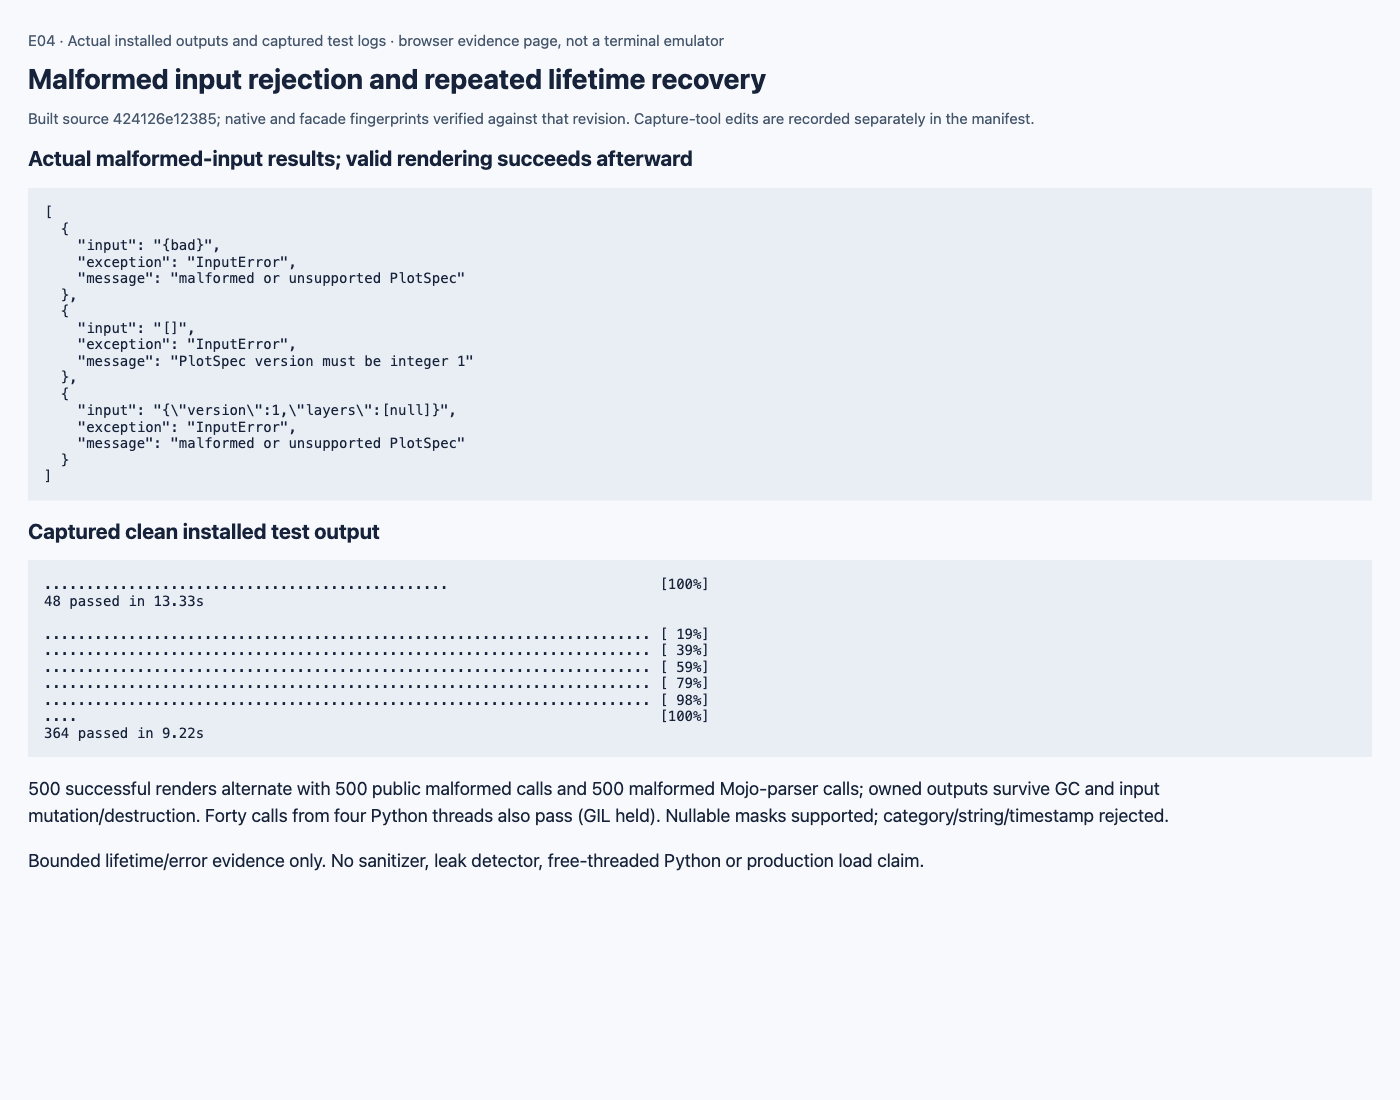 E04 · Actual installed outputs and captured test logs · browser evidence page, not a terminal emulator
Malformed input rejection and repeated lifetime recovery
Built source 424126e12385; native and facade fingerprints verified against that revision. Capture-tool edits are recorded separately in the manifest.
Actual malformed-input results; valid rendering succeeds afterward
[
  {
    "input": "{bad}",
    "exception": "InputError",
    "message": "malformed or unsupported PlotSpec"
  },
  {
    "input": "[]",
    "exception": "InputError",
    "message": "PlotSpec version must be integer 1"
  },
  {
    "input": "{\"version\":1,\"layers\":[null]}",
    "exception": "InputError",
    "message": "malformed or unsupported PlotSpec"
  }
]
Captured clean installed test output
................................................                         [100%]
48 passed in 13.33s
........................................................................ [ 19%]
........................................................................ [ 39%]
........................................................................ [ 59%]
........................................................................ [ 79%]
........................................................................ [ 98%]
....                                                                     [100%]
364 passed in 9.22s
500 successful renders alternate with 500 public malformed calls and 500 malformed Mojo-parser calls; owned outputs survive GC and input
mutation/destruction. Forty calls from four Python threads also pass (GIL held). Nullable masks supported; category/string/timestamp rejected.
Bounded lifetime/error evidence only. No sanitizer, leak detector, free-threaded Python or production load claim.